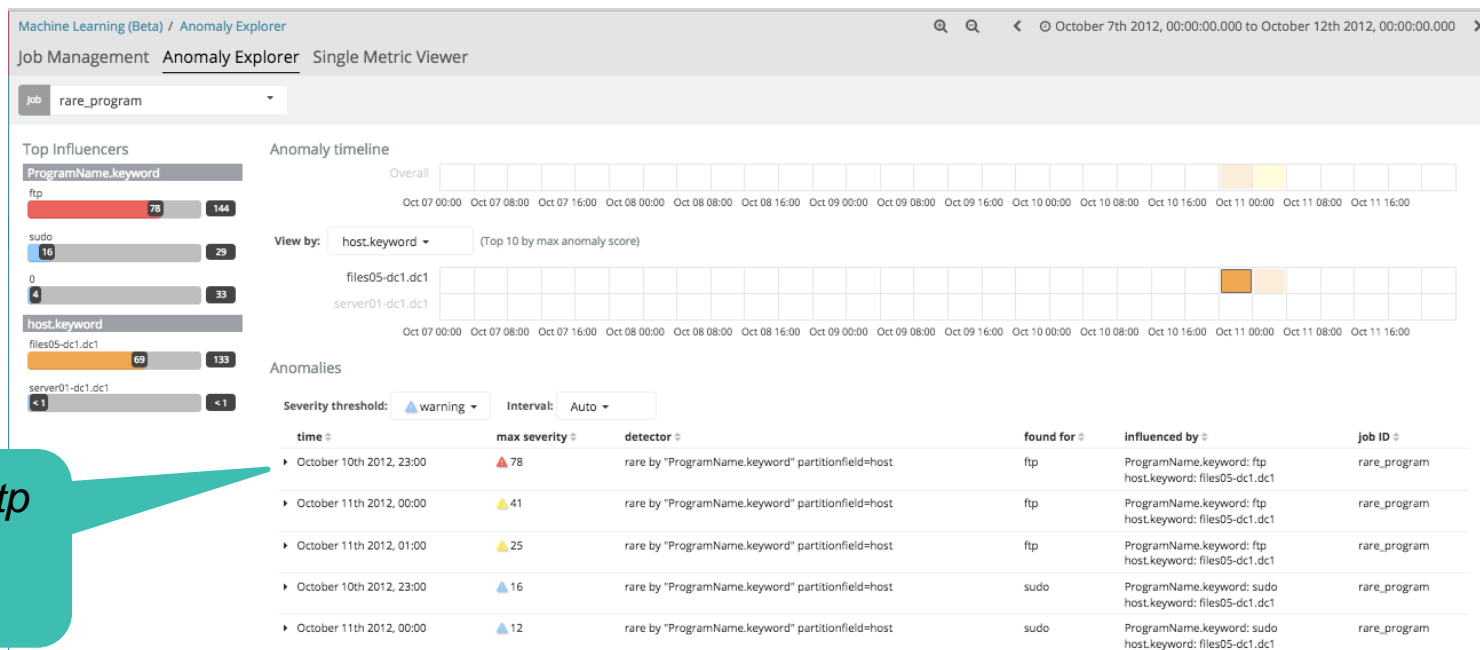 Machine Learning (Beta) / Anomaly Explorer
October 7th 2012, 00:00:00.000 to October 12th 2012, 00:00:00.000
Job Management Anomaly Explorer Single Metric Viewer
Job rare_program
Top Influencers
ProgramName.keyword
ftp
78 144
sudo
16 29
0
4 33
host.keyword
files05-dc1.dc1
69 133
server01-dc1.dc1
< 1 < 1
Anomaly timeline
Overall
Oct 07 00:00 Oct 07 08:00 Oct 07 16:00 Oct 08 00:00 Oct 08 08:00 Oct 08 16:00 Oct 09 00:00 Oct 09 08:00 Oct 09 16:00 Oct 10 00:00 Oct 10 08:00 Oct 10 16:00 Oct 11 00:00 Oct 11 08:00 Oct 11 16:00
View by: host.keyword (Top 10 by max anomaly score)
files05-dc1.dc1
server01-dc1.dc1
Oct 07 00:00 Oct 07 08:00 Oct 07 16:00 Oct 08 00:00 Oct 08 08:00 Oct 08 16:00 Oct 09 00:00 Oct 09 08:00 Oct 09 16:00 Oct 10 00:00 Oct 10 08:00 Oct 10 16:00 Oct 11 00:00 Oct 11 08:00 Oct 11 16:00
Anomalies
Severity threshold: warning Interval: Auto
time max severity detector found for influenced by job ID
October 10th 2012, 23:00 78 rare by "ProgramName.keyword" partitionfield=host ftp ProgramName.keyword: ftp rare_program
host.keyword: files05-dc1.dc1
October 11th 2012, 00:00 41 rare by "ProgramName.keyword" partitionfield=host ftp ProgramName.keyword: ftp rare_program
host.keyword: files05-dc1.dc1
October 11th 2012, 01:00 25 rare by "ProgramName.keyword" partitionfield=host ftp ProgramName.keyword: ftp rare_program
host.keyword: files05-dc1.dc1
October 10th 2012, 23:00 16 rare by "ProgramName.keyword" partitionfield=host sudo ProgramName.keyword: sudo rare_program
host.keyword: files05-dc1.dc1
October 11th 2012, 00:00 12 rare by "ProgramName.keyword" partitionfield=host sudo ProgramName.keyword: sudo rare_program
host.keyword: files05-dc1.dc1